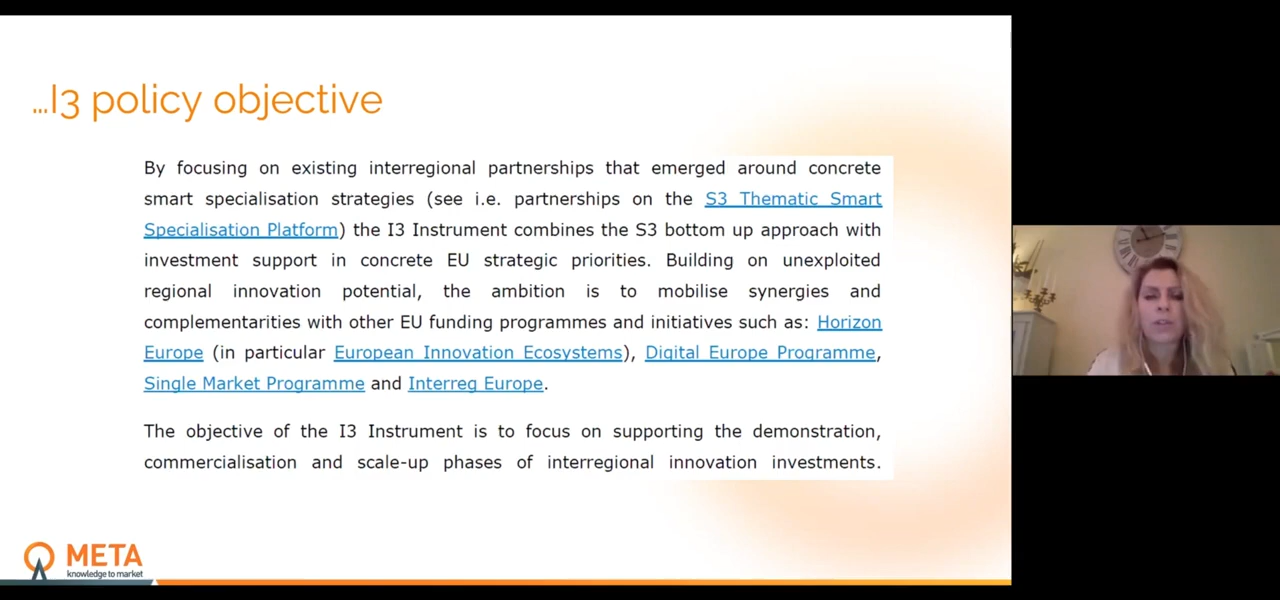 ...I3 policy objective
By focusing on existing interregional partnerships that emerged around concrete
smart specialisation strategies (see i.e. partnerships on the S3 Thematic Smart
Specialisation Platform) the I3 Instrument combines the S3 bottom up approach with
investment support in concrete EU strategic priorities. Building on unexploited
regional innovation potential, the ambition is to mobilise synergies and
complementarities with other EU funding programmes and initiatives such as: Horizon
Europe (in particular European Innovation Ecosystems), Digital Europe Programme,
Single Market Programme and Interreg Europe.
The objective of the I3 Instrument is to focus on supporting the demonstration,
commercialisation and scale-up phases of interregional innovation investments.
META
knowledge to market